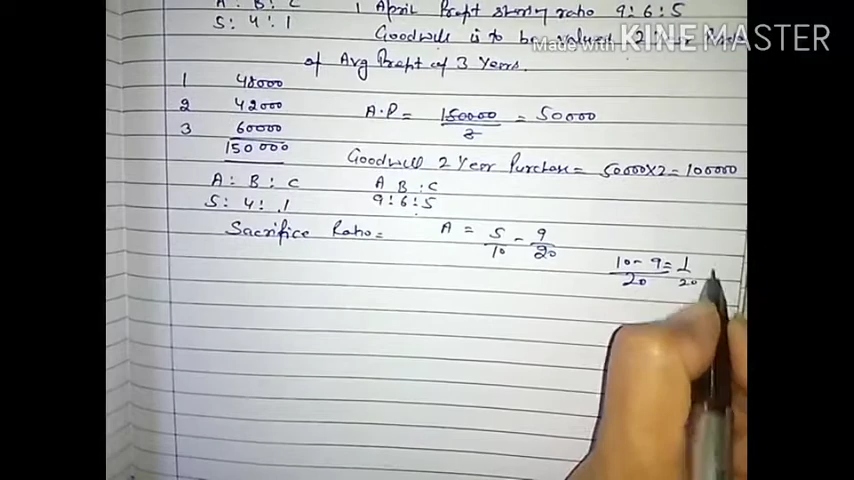 A : B : C 1 April Profit sharing ratio 9:6:5
5: 4 : 1 Goodwill is to be valued 2
Made with KINEMASTER
of Avg Profit of 3 Years.
1 48000
2 42000 A.P = 150000/3 = 50000
3 60000
150000
Goodwill 2 Year Purchase = 50000×2 = 100000
A : B : C A B : C
5: 4 : 1 9:6:5
Sacrifice Ratio = A = 5/10 - 9/20
10-9/20 = 1/20